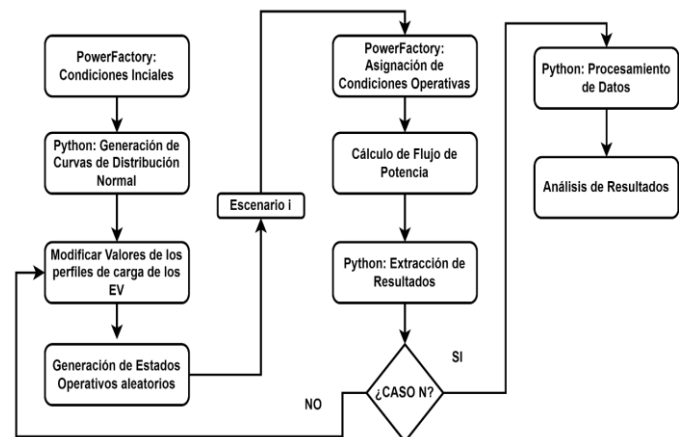 PowerFactory:
Condiciones Inciales
Python: Generación de
Curvas de Distribución
Normal
Modificar Valores de los
perfiles de carga de los
EV
Generación de Estados
Operativos aleatorios
Escenario i
PowerFactory:
Asignación de
Condiciones Operativas
Cálculo de Flujo de
Potencia
Python: Extracción de
Resultados
¿CASO N?
NO
SI
Python: Procesamiento
de Datos
Análisis de Resultados